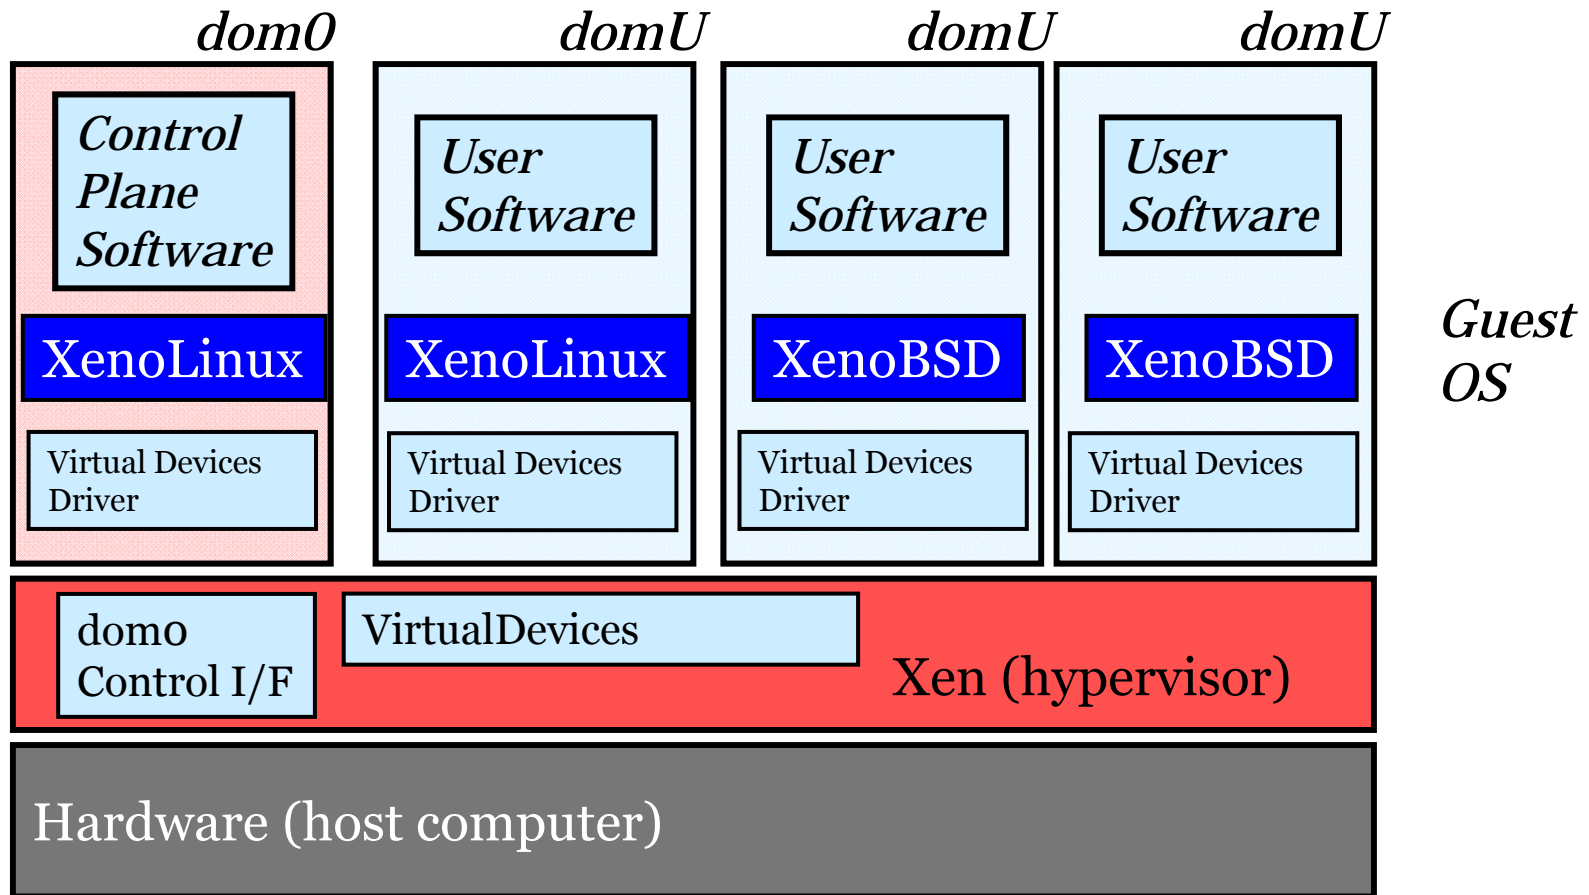 dom0
domU
domU
domU
Control
Plane
Software
User
Software
User
Software
User
Software
XenoLinux
XenoLinux
XenoBSD
XenoBSD
Guest
OS
Virtual Devices
Driver
Virtual Devices
Driver
Virtual Devices
Driver
Virtual Devices
Driver
dom0
Control I/F
VirtualDevices
Xen (hypervisor)
Hardware (host computer)